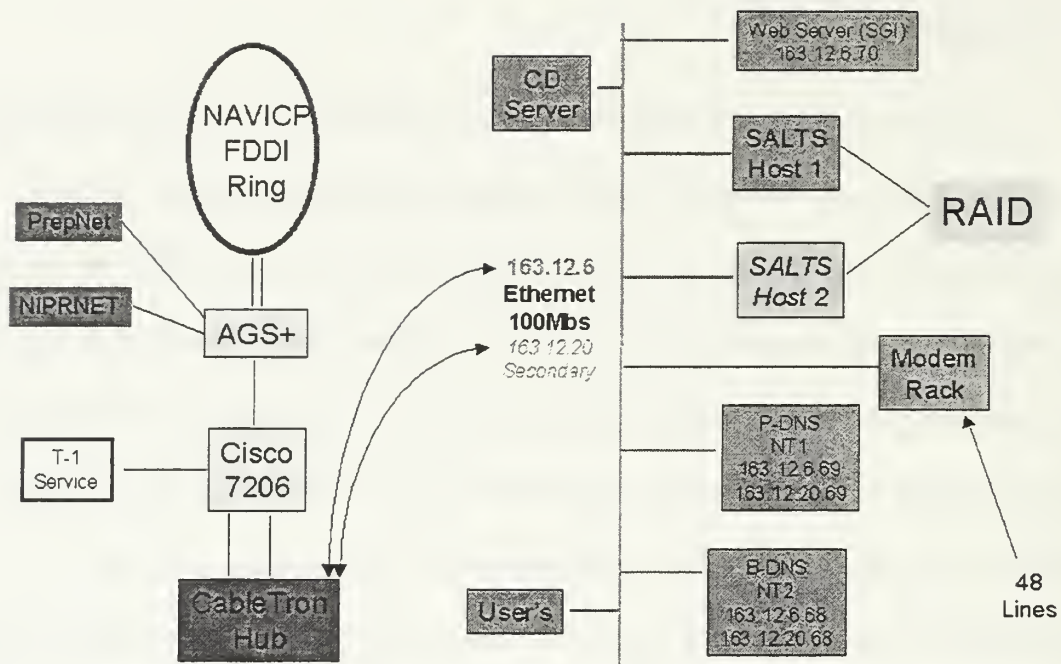 NAVICP
FDDI
Ring
PrepNet
NIPRNET
AGS+
T-1
Service
Cisco
7206
CableTron
Hub
163.12.6
Ethernet
100Mbs
163.12.20
Secondary
CD
Server
User's
Web Server (SGI)
163.12.6.70
SALTS
Host 1
SALTS
Host 2
RAID
Modem
Rack
P-DNS
NT1
163.12.6.69
163.12.20.69
B-DNS
NT2
163.12.6.68
163.12.20.68
48
Lines